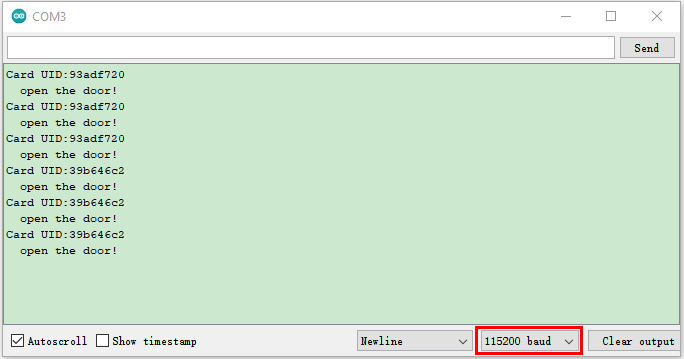 COM3
Send
Card UID:93adf720
open the door!
Card UID:93adf720
open the door!
Card UID:93adf720
open the door!
Card UID:39b646c2
open the door!
Card UID:39b646c2
open the door!
Card UID:39b646c2
open the door!
Autoscroll Show timestamp Newline 115200 baud Clear output